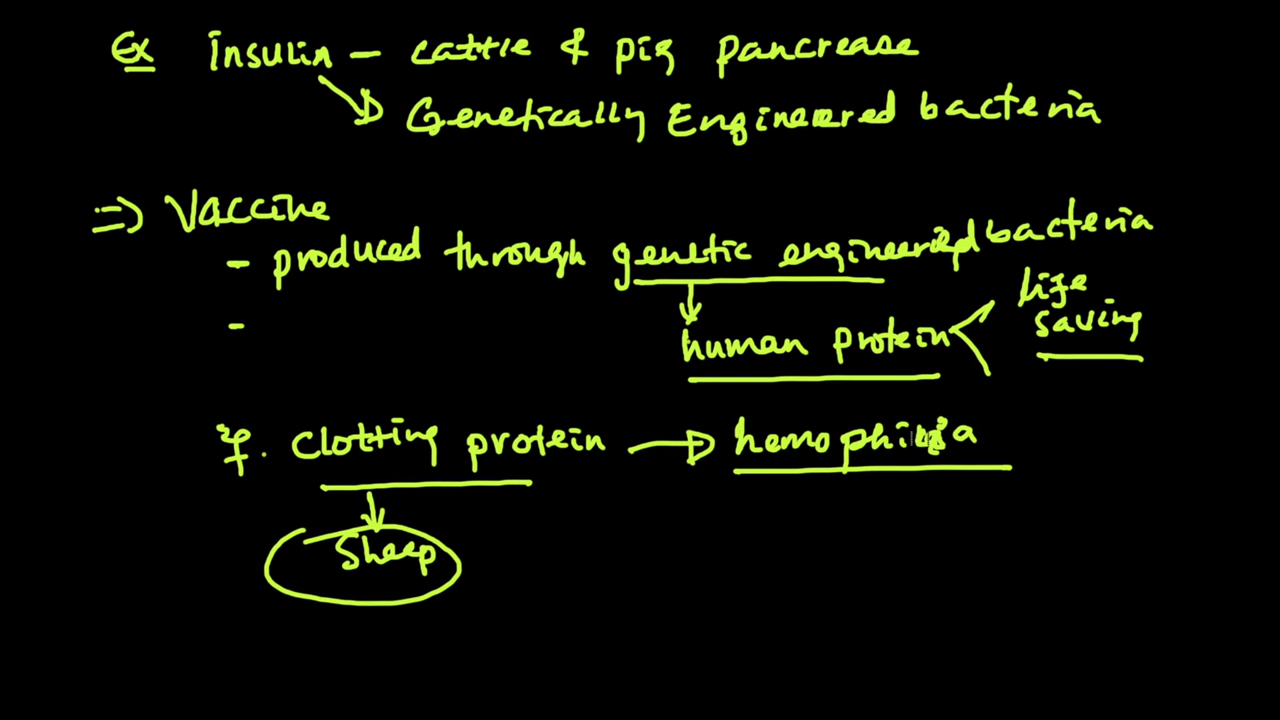 Ex Insulin - cattle & pig pancrease
Genetically Engineered bacteria
=> Vaccine
- produced through genetic engineered bacteria
- human protein < life saving
clotting protein → hemophilia
Sheep